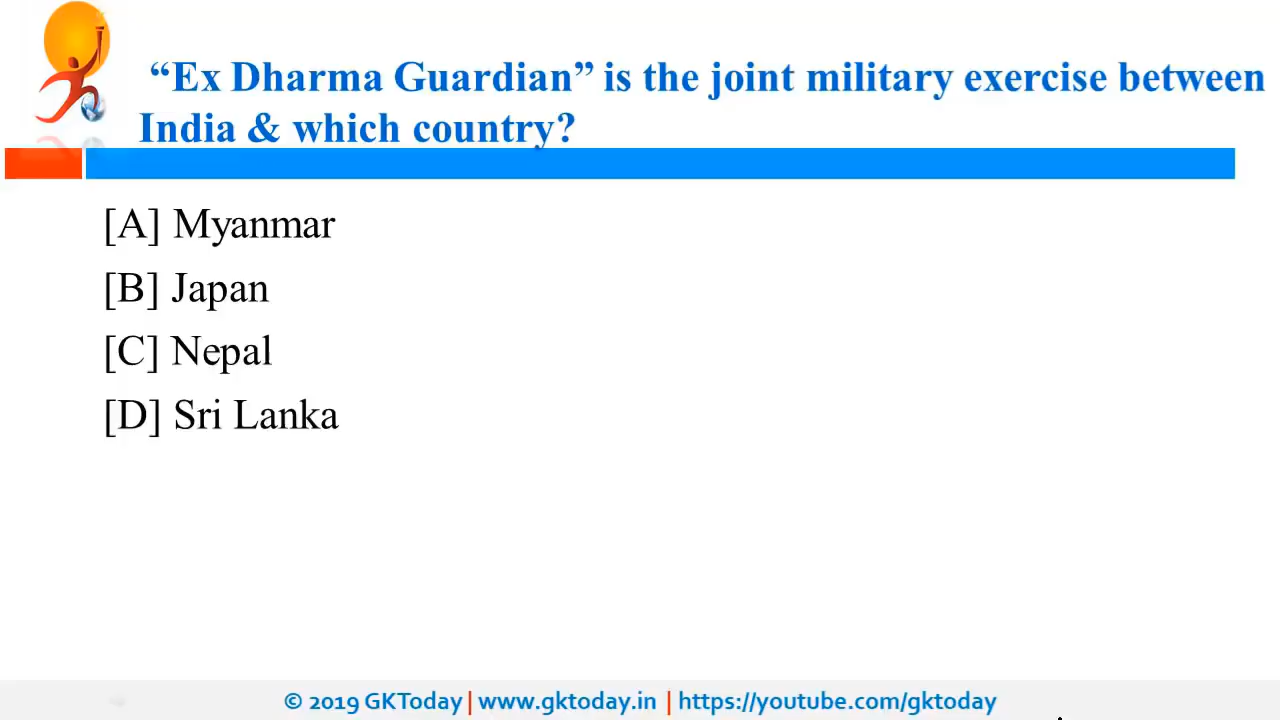 “Ex Dharma Guardian” is the joint military exercise between
India & which country?
[A] Myanmar
[B] Japan
[C] Nepal
[D] Sri Lanka
© 2019 GKToday | www.gktoday.in | https://youtube.com/gktoday